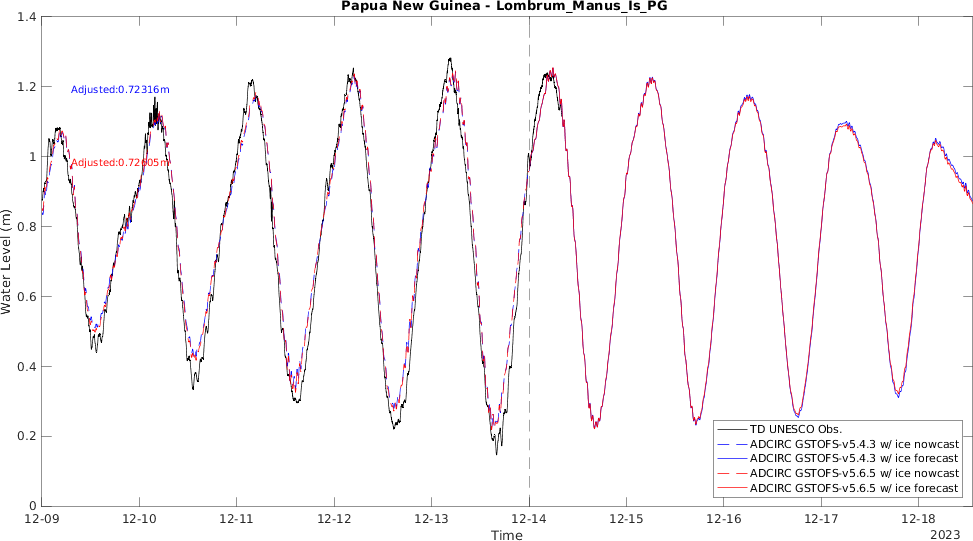 Papua New Guinea - Lombrum_Manus_Is_PG
1.4
1.2
1
0.8
0.6
0.4
0.2
0
Water Level (m)
Adjusted:0.72316m
Adjusted:0.72605m
TD UNESCO Obs.
ADCIRC GSTOFS-v5.4.3 w/ ice nowcast
ADCIRC GSTOFS-v5.4.3 w/ ice forecast
ADCIRC GSTOFS-v5.6.5 w/ ice nowcast
ADCIRC GSTOFS-v5.6.5 w/ ice forecast
12-09 12-10 12-11 12-12 12-13 12-14 12-15 12-16 12-17 12-18
Time
2023